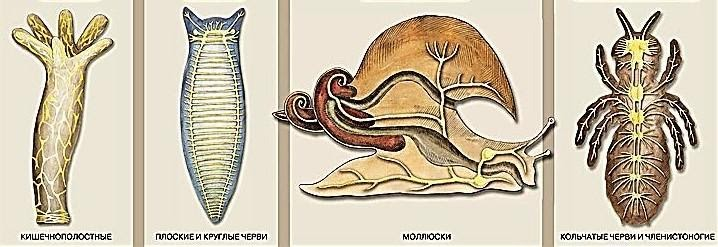 КИШЕЧНОПОЛОСТНЫЕ
ПЛОСКИЕ И КРУГЛЫЕ ЧЕРВИ
МОЛЛЮСКИ
КОЛЬЧАТЫЕ ЧЕРВИ И ЧЛЕНИСТОНОГИЕ